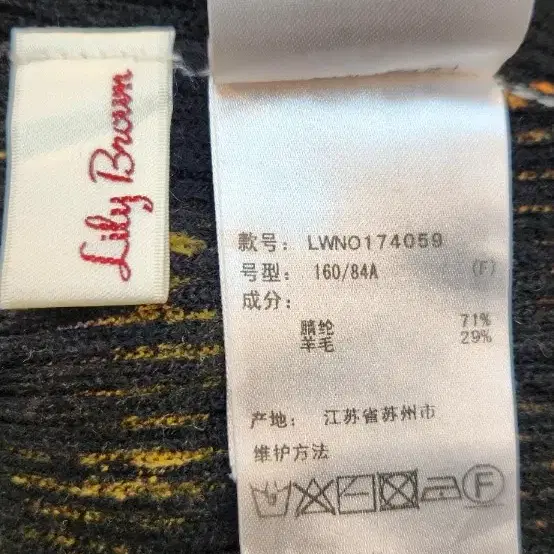 Lily Brown
款号: LWNO174059
号型: 160/84A (F)
成分:
腈纶 71%
羊毛 29%
产地: 江苏省苏州市
维护方法
F